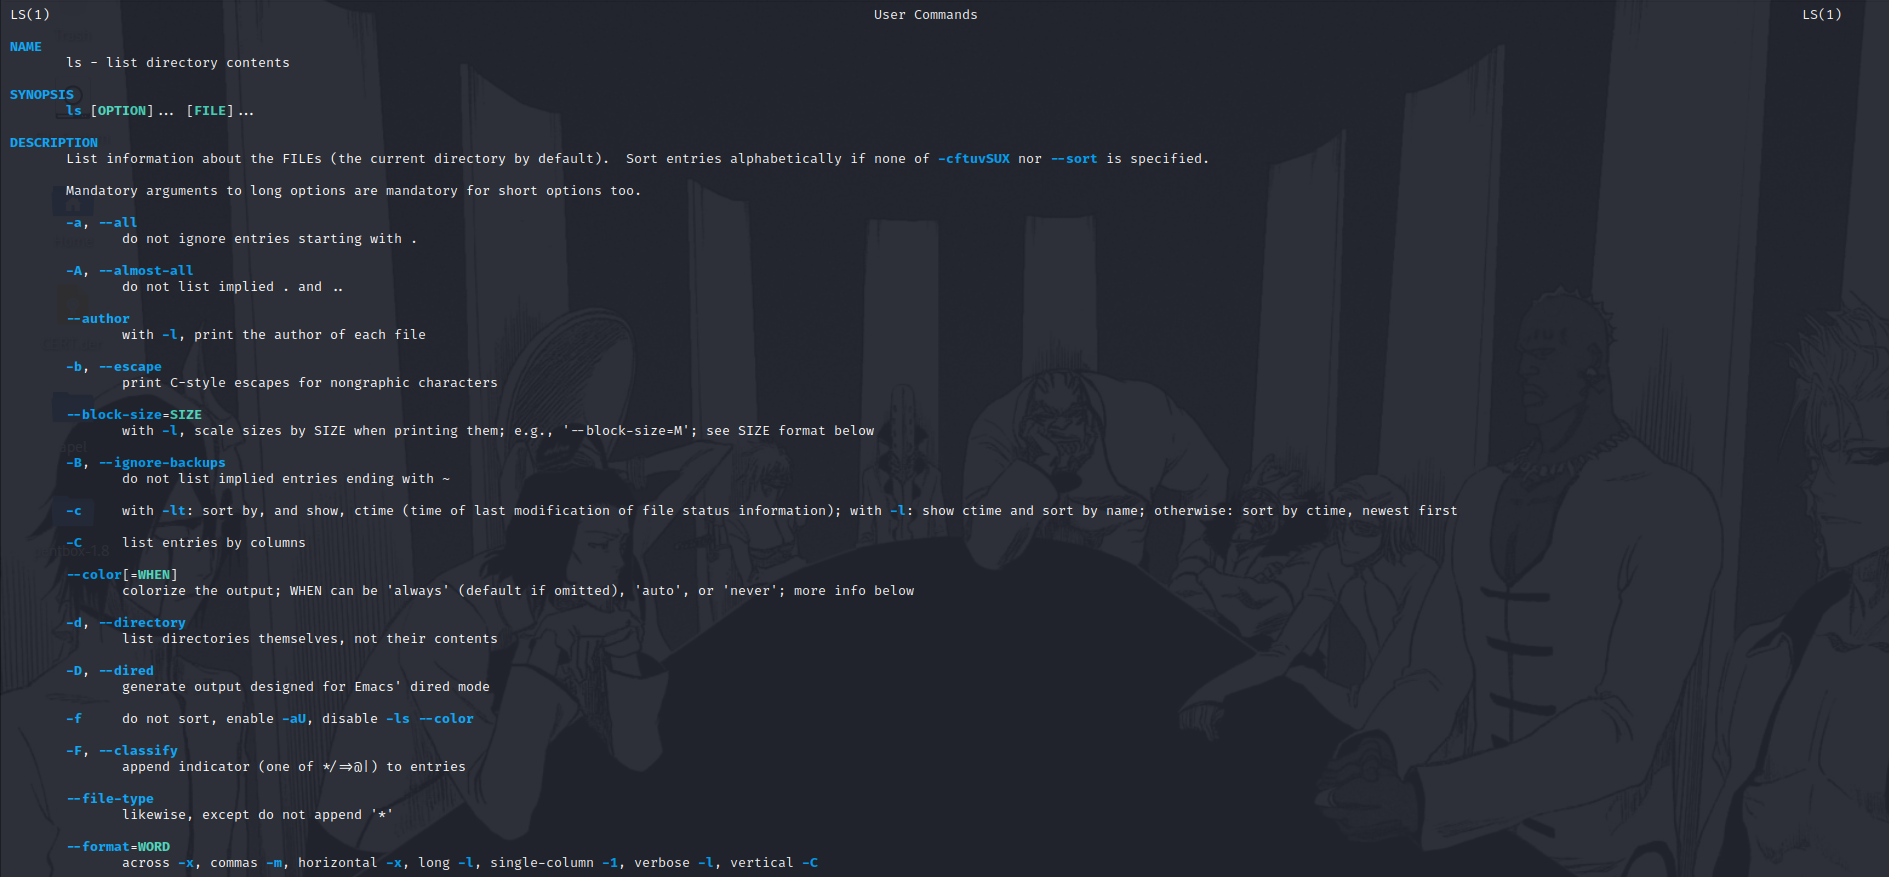 LS(1) User Commands LS(1)
NAME
ls - list directory contents
SYNOPSIS
ls [OPTION]... [FILE]...
DESCRIPTION
List information about the FILEs (the current directory by default). Sort entries alphabetically if none of -cftuvSUX nor --sort is specified.
Mandatory arguments to long options are mandatory for short options too.
-a, --all
do not ignore entries starting with .
-A, --almost-all
do not list implied . and ..
--author
with -l, print the author of each file
-b, --escape
print C-style escapes for nongraphic characters
--block-size=SIZE
with -l, scale sizes by SIZE when printing them; e.g., '--block-size=M'; see SIZE format below
-B, --ignore-backups
do not list implied entries ending with ~
-c with -lt: sort by, and show, ctime (time of last modification of file status information); with -l: show ctime and sort by name; otherwise: sort by ctime, newest first
-C list entries by columns
--color[=WHEN]
colorize the output; WHEN can be 'always' (default if omitted), 'auto', or 'never'; more info below
-d, --directory
list directories themselves, not their contents
-D, --dired
generate output designed for Emacs' dired mode
-f do not sort, enable -aU, disable -ls --color
-F, --classify
append indicator (one of */=>@|) to entries
--file-type
likewise, except do not append '*'
--format=WORD
across -x, commas -m, horizontal -x, long -l, single-column -1, verbose -l, vertical -C